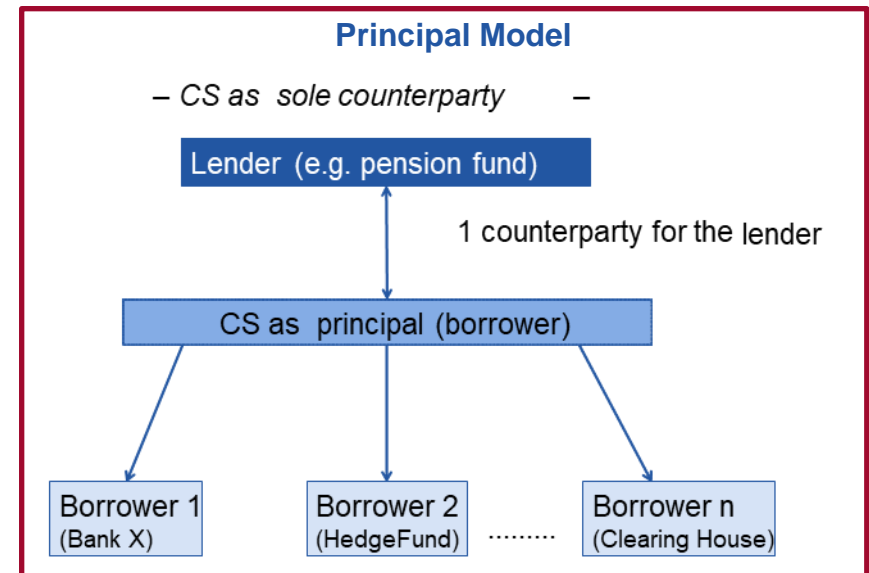 Principal Model
– CS as sole counterparty –
Lender (e.g. pension fund)
1 counterparty for the lender
CS as principal (borrower)
Borrower 1
(Bank X)
Borrower 2
(HedgeFund)
.........
Borrower n
(Clearing House)